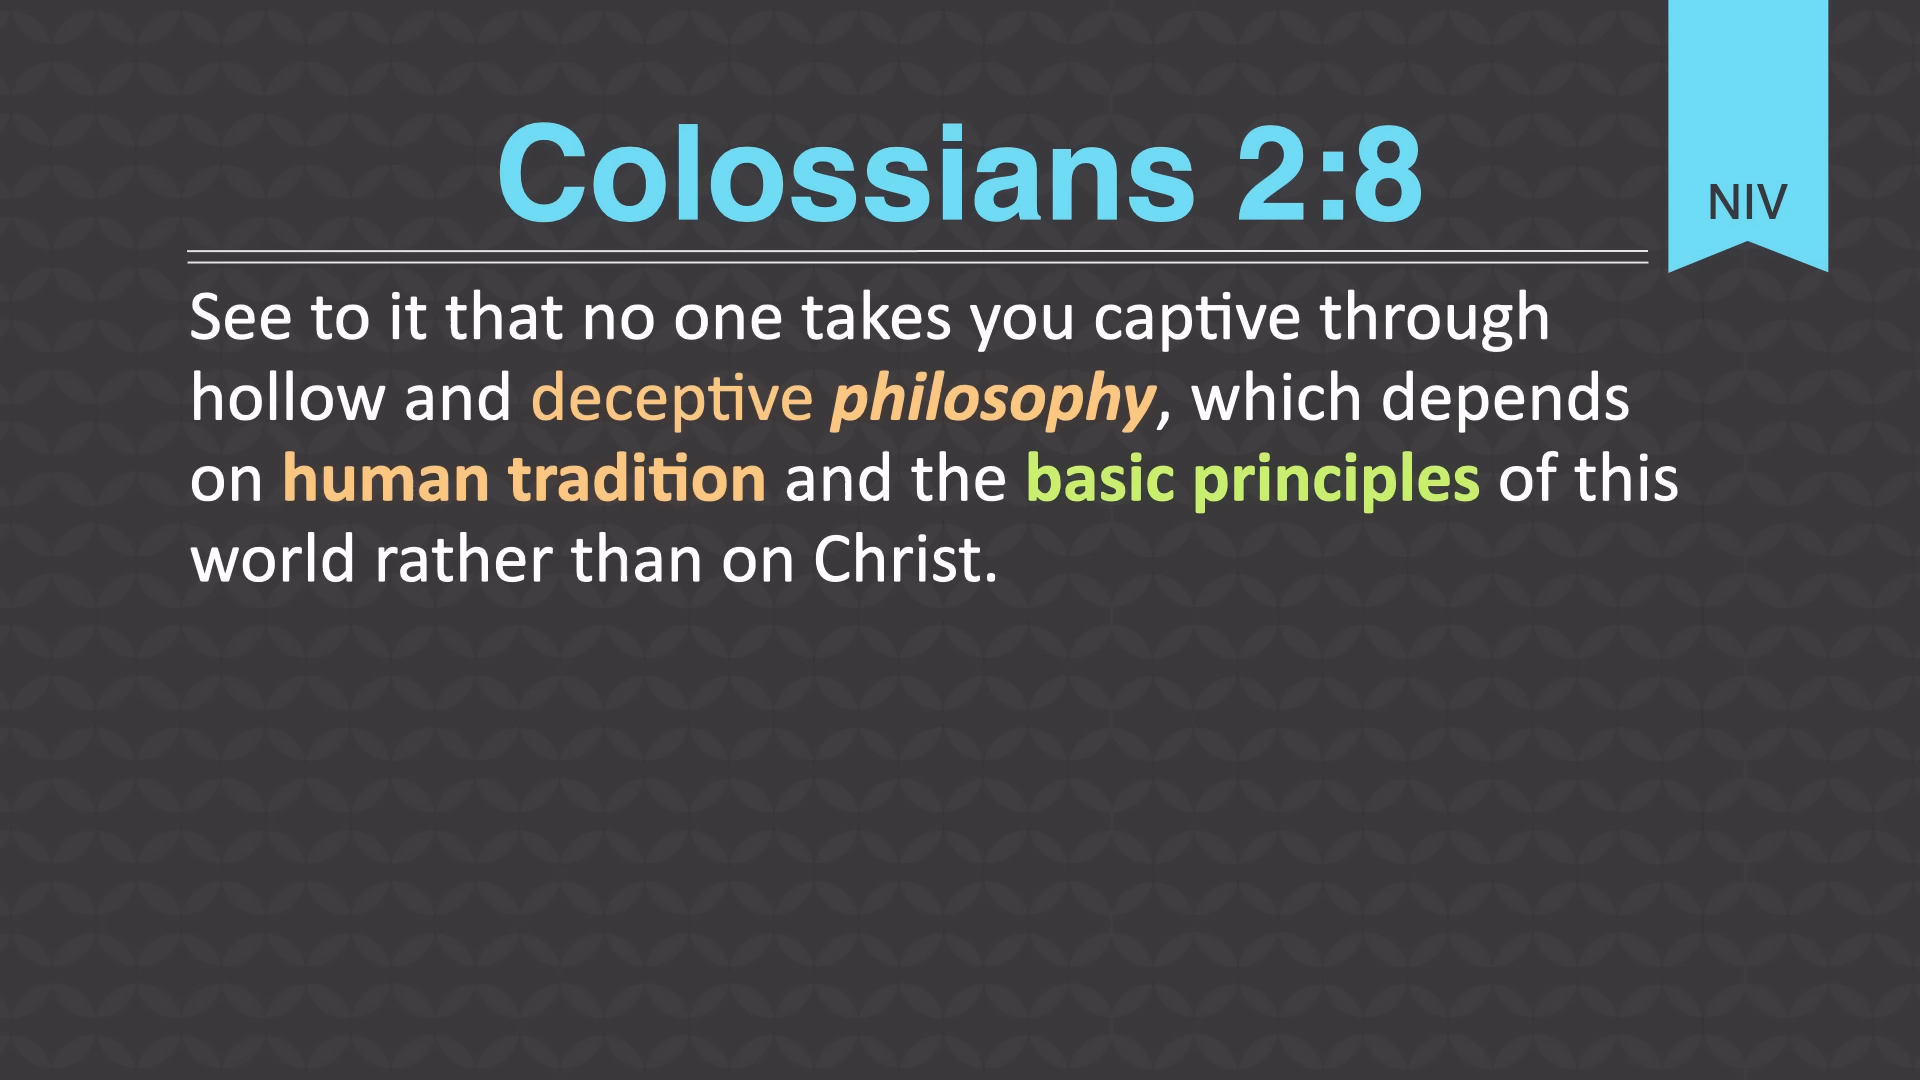 Colossians 2:8
NIV
See to it that no one takes you captive through
hollow and deceptive philosophy, which depends
on human tradition and the basic principles of this
world rather than on Christ.